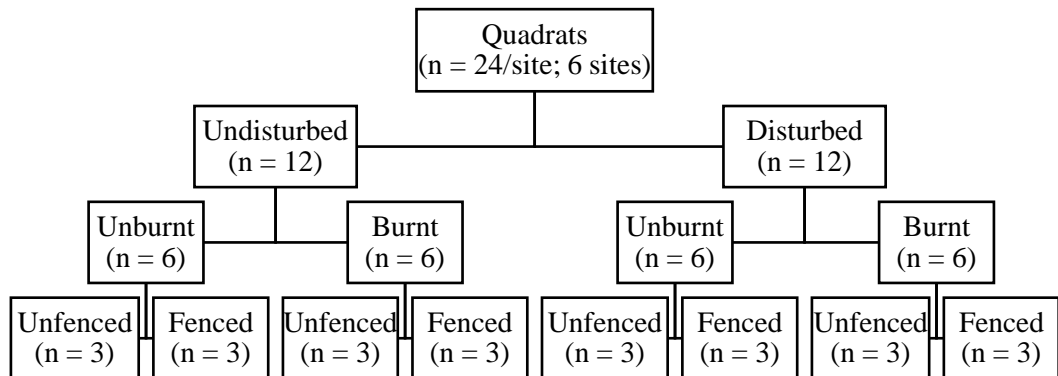 Quadrats
(n = 24/site; 6 sites)
Undisturbed
(n = 12)
Disturbed
(n = 12)
Unburnt
(n = 6)
Burnt
(n = 6)
Unburnt
(n = 6)
Burnt
(n = 6)
Unfenced
(n = 3)
Fenced
(n = 3)
Unfenced
(n = 3)
Fenced
(n = 3)
Unfenced
(n = 3)
Fenced
(n = 3)
Unfenced
(n = 3)
Fenced
(n = 3)